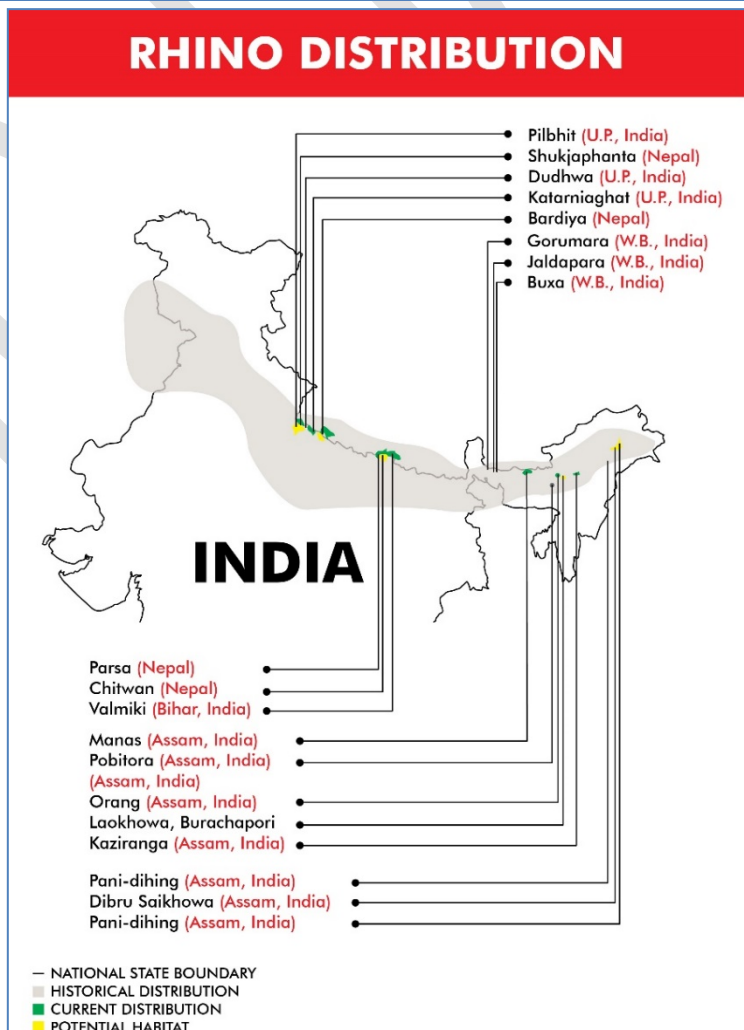 RHINO DISTRIBUTION
Pilbhit (U.P., India)
Shukjaphanta (Nepal)
Dudhwa (U.P., India)
Katarniaghat (U.P., India)
Bardiya (Nepal)
Gorumara (W.B., India)
Jaldapara (W.B., India)
Buxa (W.B., India)
INDIA
Parsa (Nepal)
Chitwan (Nepal)
Valmiki (Bihar, India)
Manas (Assam, India)
Pobitora (Assam, India)
(Assam, India)
Orang (Assam, India)
Laokhowa, Burachapori
Kaziranga (Assam, India)
Pani-dihing (Assam, India)
Dibru Saikhowa (Assam, India)
Pani-dihing (Assam, India)
NATIONAL STATE BOUNDARY
HISTORICAL DISTRIBUTION
CURRENT DISTRIBUTION
POTENTIAL HABITAT